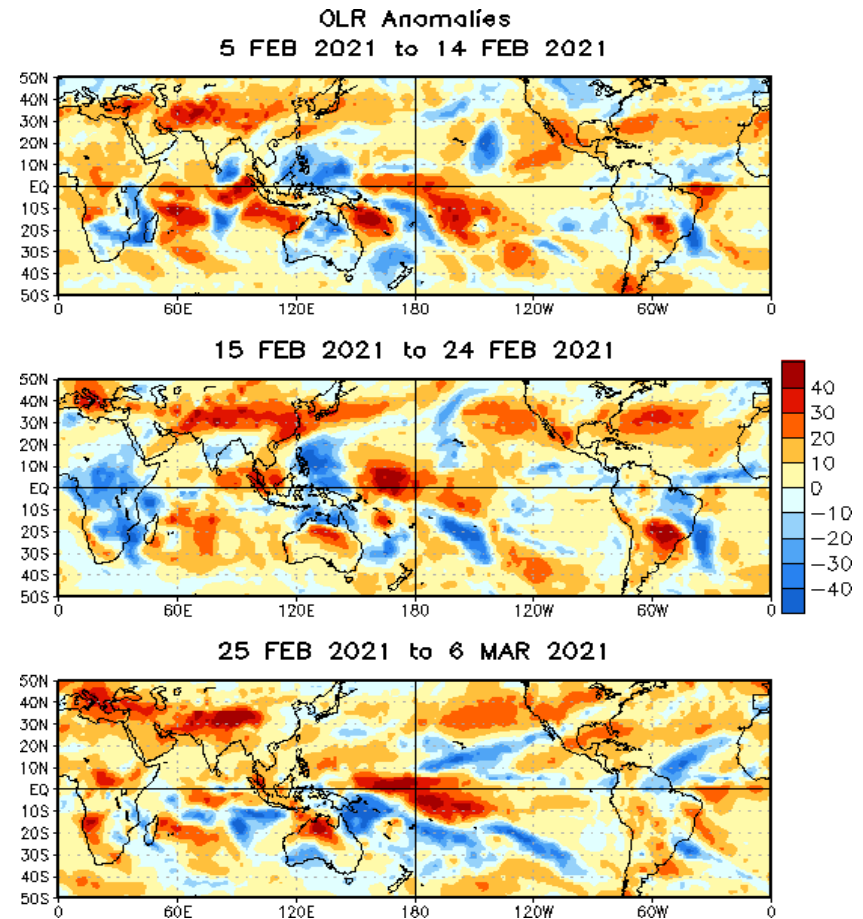 OLR Anomalies
5 FEB 2021 to 14 FEB 2021
50N
40N
30N
20N
10N
EQ
10S
20S
30S
40S
50S
0 60E 120E 180 120W 60W 0
15 FEB 2021 to 24 FEB 2021
50N
40N
30N
20N
10N
EQ
10S
20S
30S
40S
50S
0 60E 120E 180 120W 60W 0
40
30
20
10
0
-10
-20
-30
-40
25 FEB 2021 to 6 MAR 2021
50N
40N
30N
20N
10N
EQ
10S
20S
30S
40S
50S
0 60E 120E 180 120W 60W 0